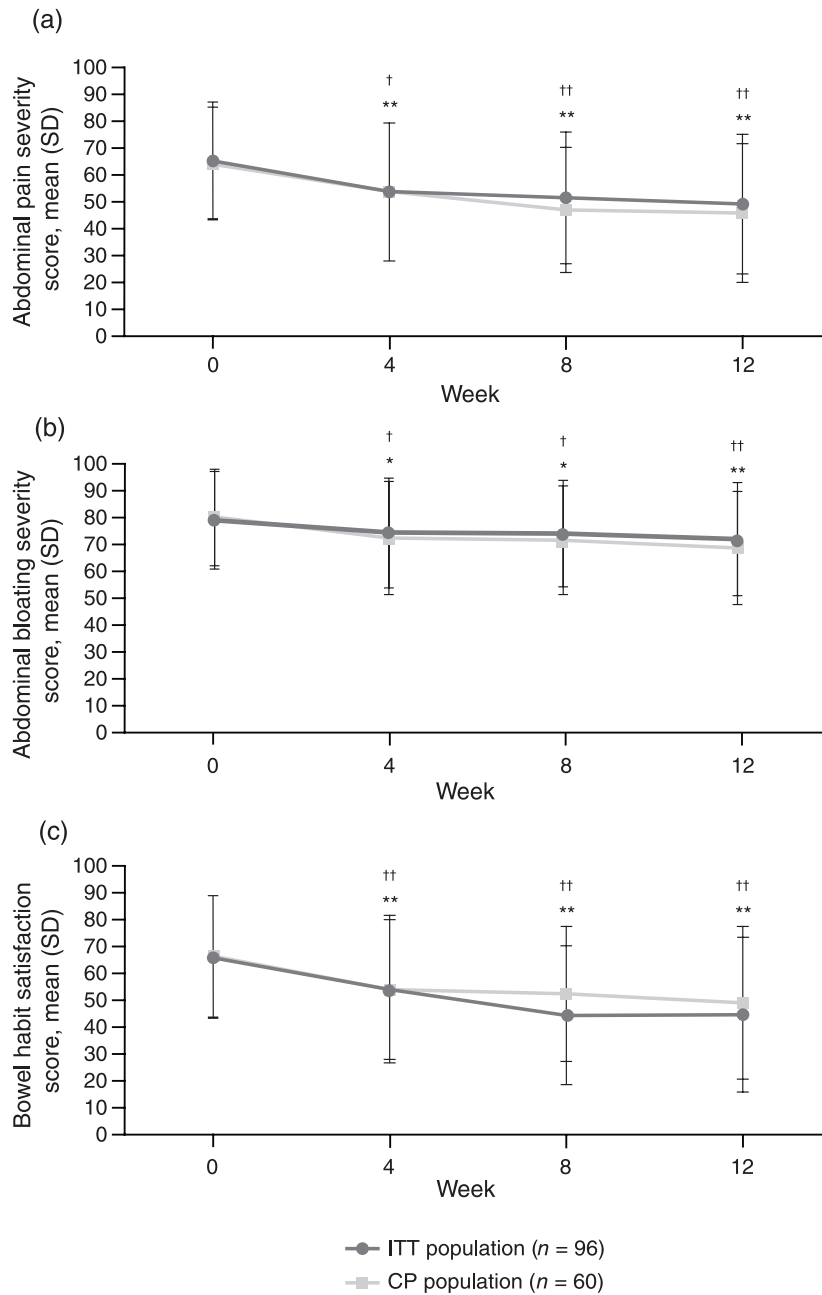 (a)
Abdominal pain severity
score, mean (SD)
100
90
80
70
60
50
40
30
20
10
0
† †† ††
** ** **
0 4 8 12
Week
(b)
Abdominal bloating severity
score, mean (SD)
100
90
80
70
60
50
40
30
20
10
0
† † ††
* * **
0 4 8 12
Week
(c)
Bowel habit satisfaction
score, mean (SD)
100
90
80
70
60
50
40
30
20
10
0
†† †† ††
** ** **
0 4 8 12
Week
ITT population (n = 96)
CP population (n = 60)